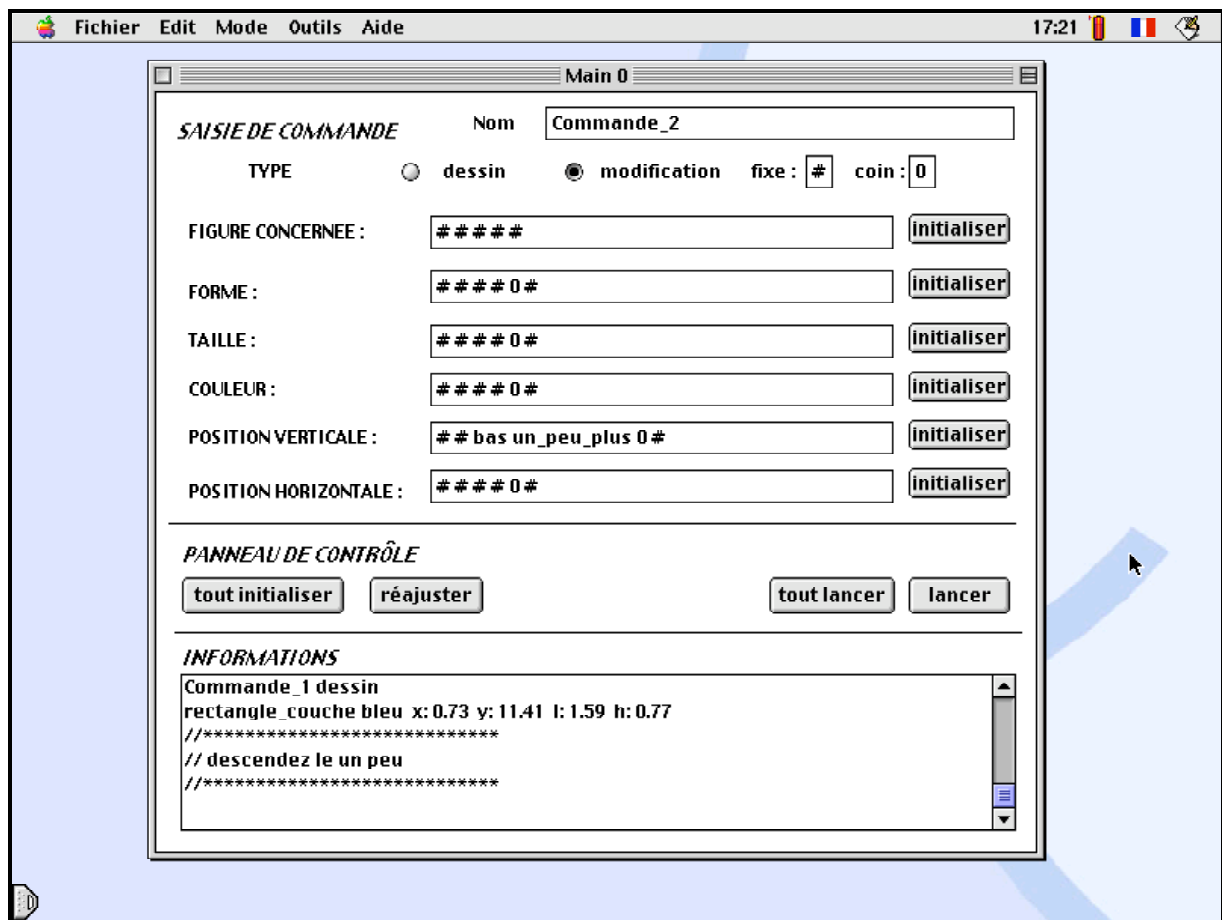 Fichier Edit Mode Outils Aide 17:21
Main 0
SAISIE DE COMMANDE Nom Commande_2
TYPE dessin modification fixe : # coin : 0
FIGURE CONCERNEE : # # # # # initialiser
FORME : # # # # 0 # initialiser
TAILLE : # # # # 0 # initialiser
COULEUR : # # # # 0 # initialiser
POSITION VERTICALE : # # bas un_peu_plus 0 # initialiser
POSITION HORIZONTALE : # # # # 0 # initialiser
PANNEAU DE CONTRÔLE
tout initialiser réajuster tout lancer lancer
INFORMATIONS
Commande_1 dessin
rectangle_couche bleu x: 0.73 y: 11.41 l: 1.59 h: 0.77
//****************************
// descendez le un peu
//****************************